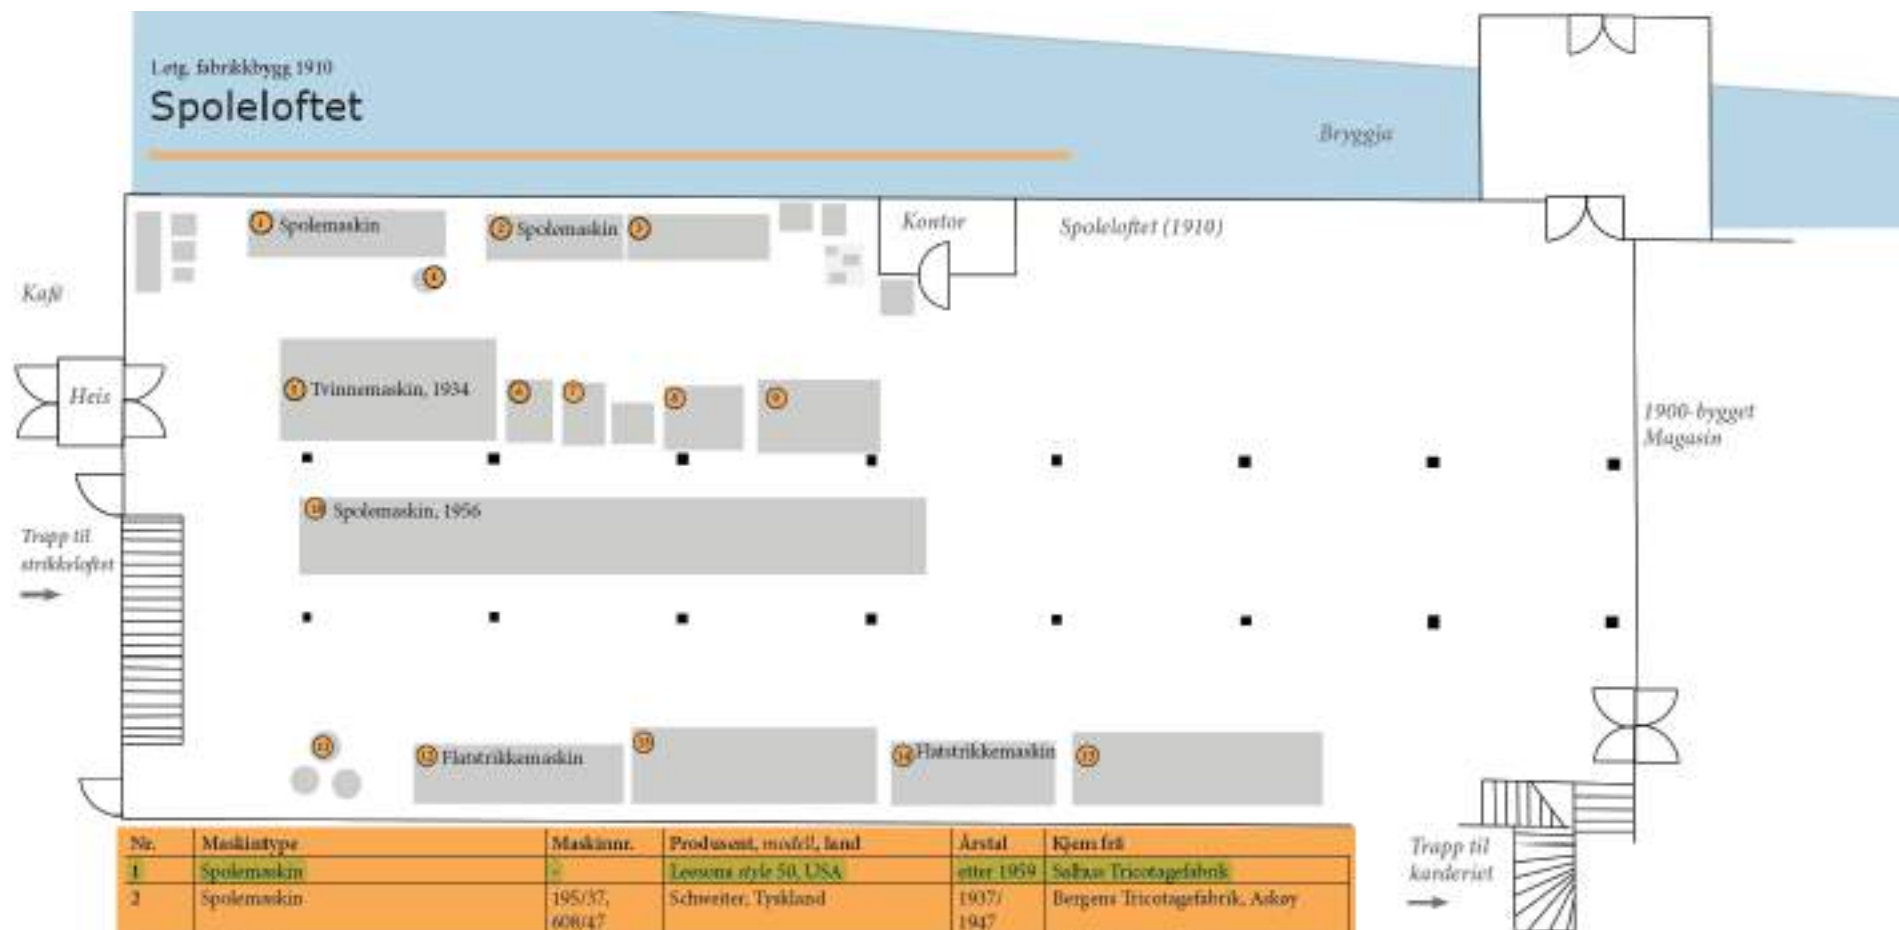 1.etg. fabrikkbygg 1910
Spoleloftet
Bryggja
1 Spolemaskin
2 Spolemaskin
3
Kontor
Spoleloftet (1910)
4
Kafé
Heis
5 Tvinnemaskin, 1934
6
7
8
9
1900-bygget
Magasin
10 Spolemaskin, 1956
Trapp til
strikkeloftet
11
12 Flatstrikkemaskin
14 Flatstrikkemaskin
Nr. Maskintype Maskinnr. Produsent, modell, land Årstal Kjem frå
1 Spolemaskin - Leesona style 50, USA etter 1959 Salhus Tricotagefabrik
2 Spolemaskin 195/37, Schweiter, Tyskland 1937/ Bergens Tricotagefabrik, Askøy
608/47 1947
Trapp til
karderiet